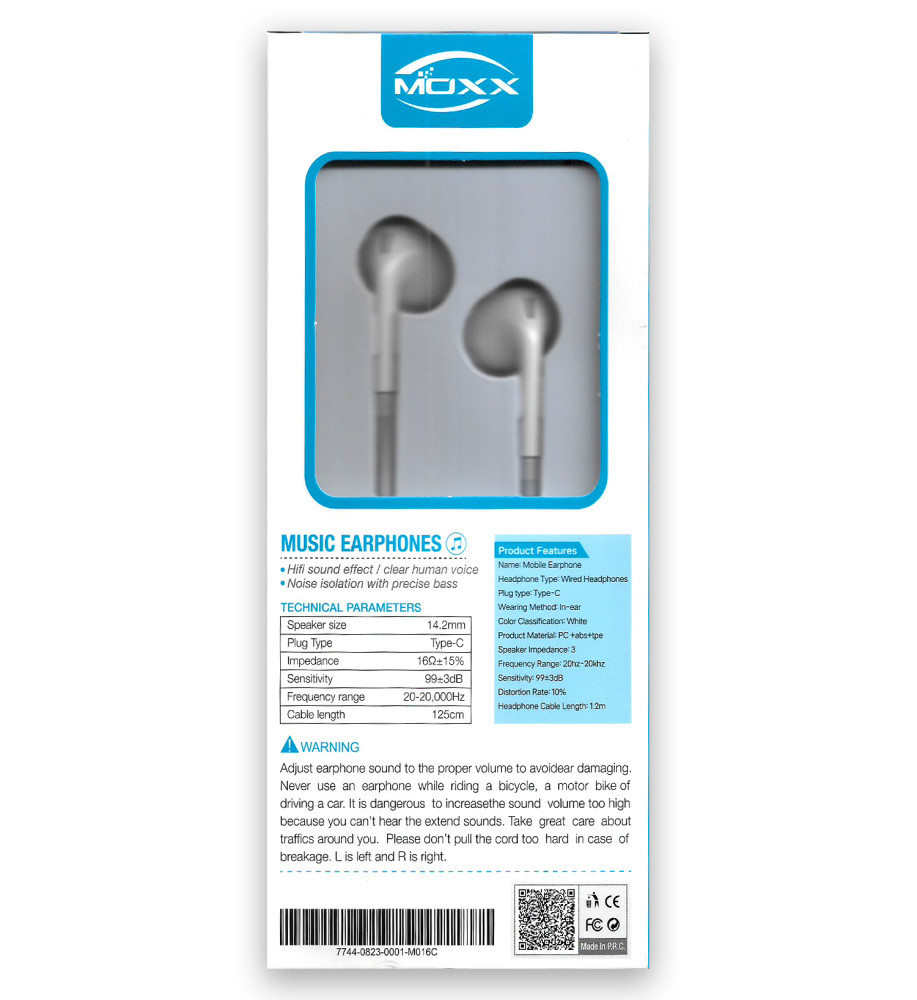 MOXX
MUSIC EARPHONES
•Hifi sound effect / clear human voice
•Noise isolation with precise bass
TECHNICAL PARAMETERS
Speaker size 14.2mm
Plug Type Type-C
Impedance 16Ω±15%
Sensitivity 99±3dB
Frequency range 20-20,000Hz
Cable length 125cm
Product Features
Name: Mobile Earphone
Headphone Type: Wired Headphones
Plug type: Type-C
Wearing Method: In-ear
Color Classification: White
Product Material: PC +abs+tpe
Speaker Impedance: 3
Frequency Range: 20hz-20khz
Sensitivity: 99±3dB
Distortion Rate: 10%
Headphone Cable Length: 1.2m
WARNING
Adjust earphone sound to the proper volume to avoidear damaging.
Never use an earphone while riding a bicycle, a motor bike of
driving a car. It is dangerous to increasethe sound volume too high
because you can't hear the extend sounds. Take great care about
traffics around you. Please don't pull the cord too hard in case of
breakage. L is left and R is right.
7744-0823-0001-M016C
CE
FC
Made In P.R.C.